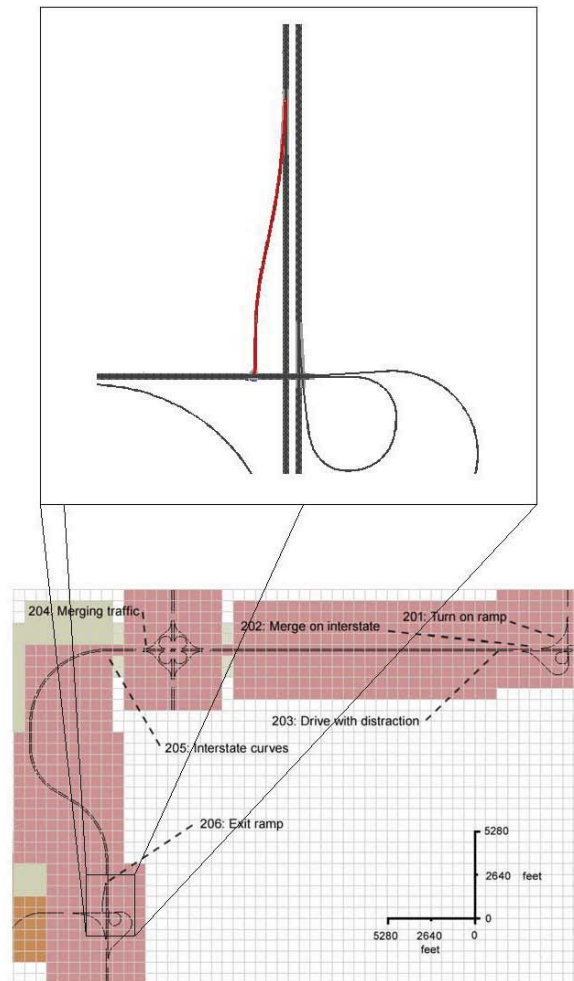 204: Merging traffic
201: Turn on ramp
202: Merge on interstate
203: Drive with distraction
205: Interstate curves
206: Exit ramp
5280
2640 feet
0
5280 2640 0
feet